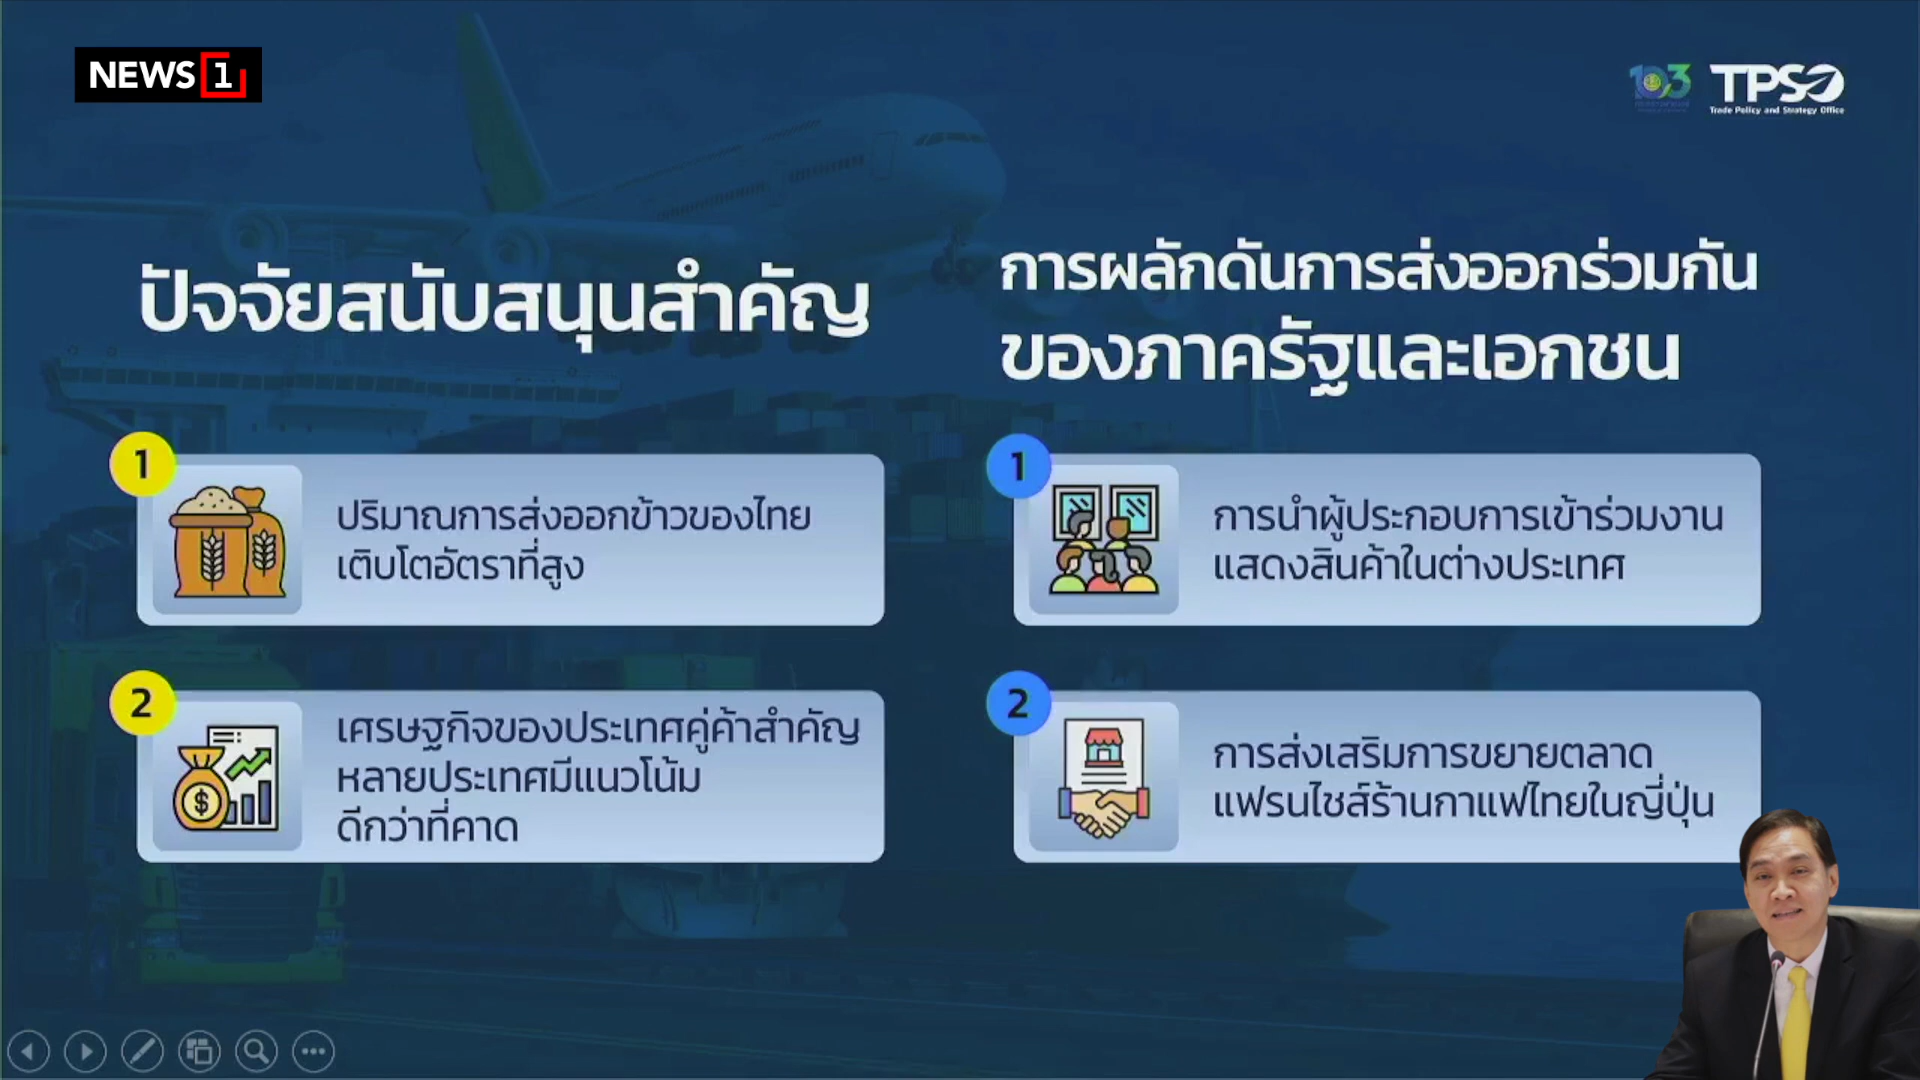 NEWS 1
103
TPSO
Trade Policy and Strategy Office
ปัจจัยสนับสนุนสำคัญ
1
ปริมาณการส่งออกข้าวของไทย
เติบโตอัตราที่สูง
2
เศรษฐกิจของประเทศคู่ค้าสำคัญ
หลายประเทศมีแนวโน้ม
ดีกว่าที่คาด
การผลักดันการส่งออกร่วมกัน
ของภาครัฐและเอกชน
1
การนำผู้ประกอบการเข้าร่วมงาน
แสดงสินค้าในต่างประเทศ
2
การส่งเสริมการขยายตลาด
แฟรนไชส์ร้านกาแฟไทยในญี่ปุ่น